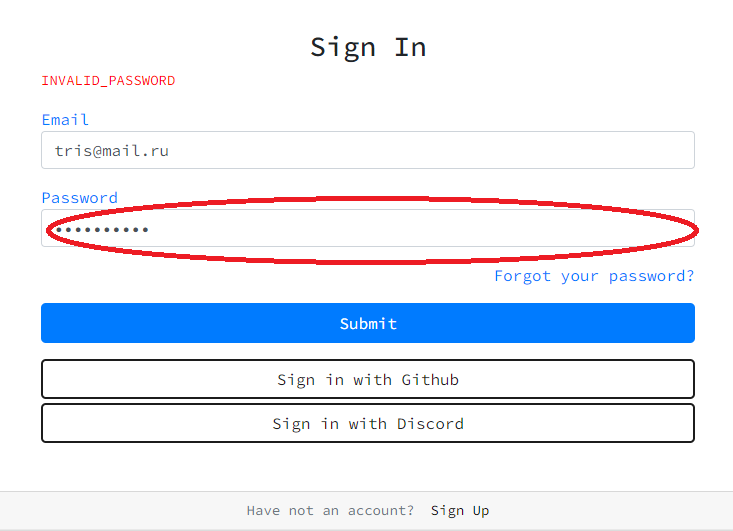 Sign In
INVALID_PASSWORD
Email
tris@mail.ru
Password
••••••••••
Forgot your password?
Submit
Sign in with Github
Sign in with Discord
Have not an account? Sign Up